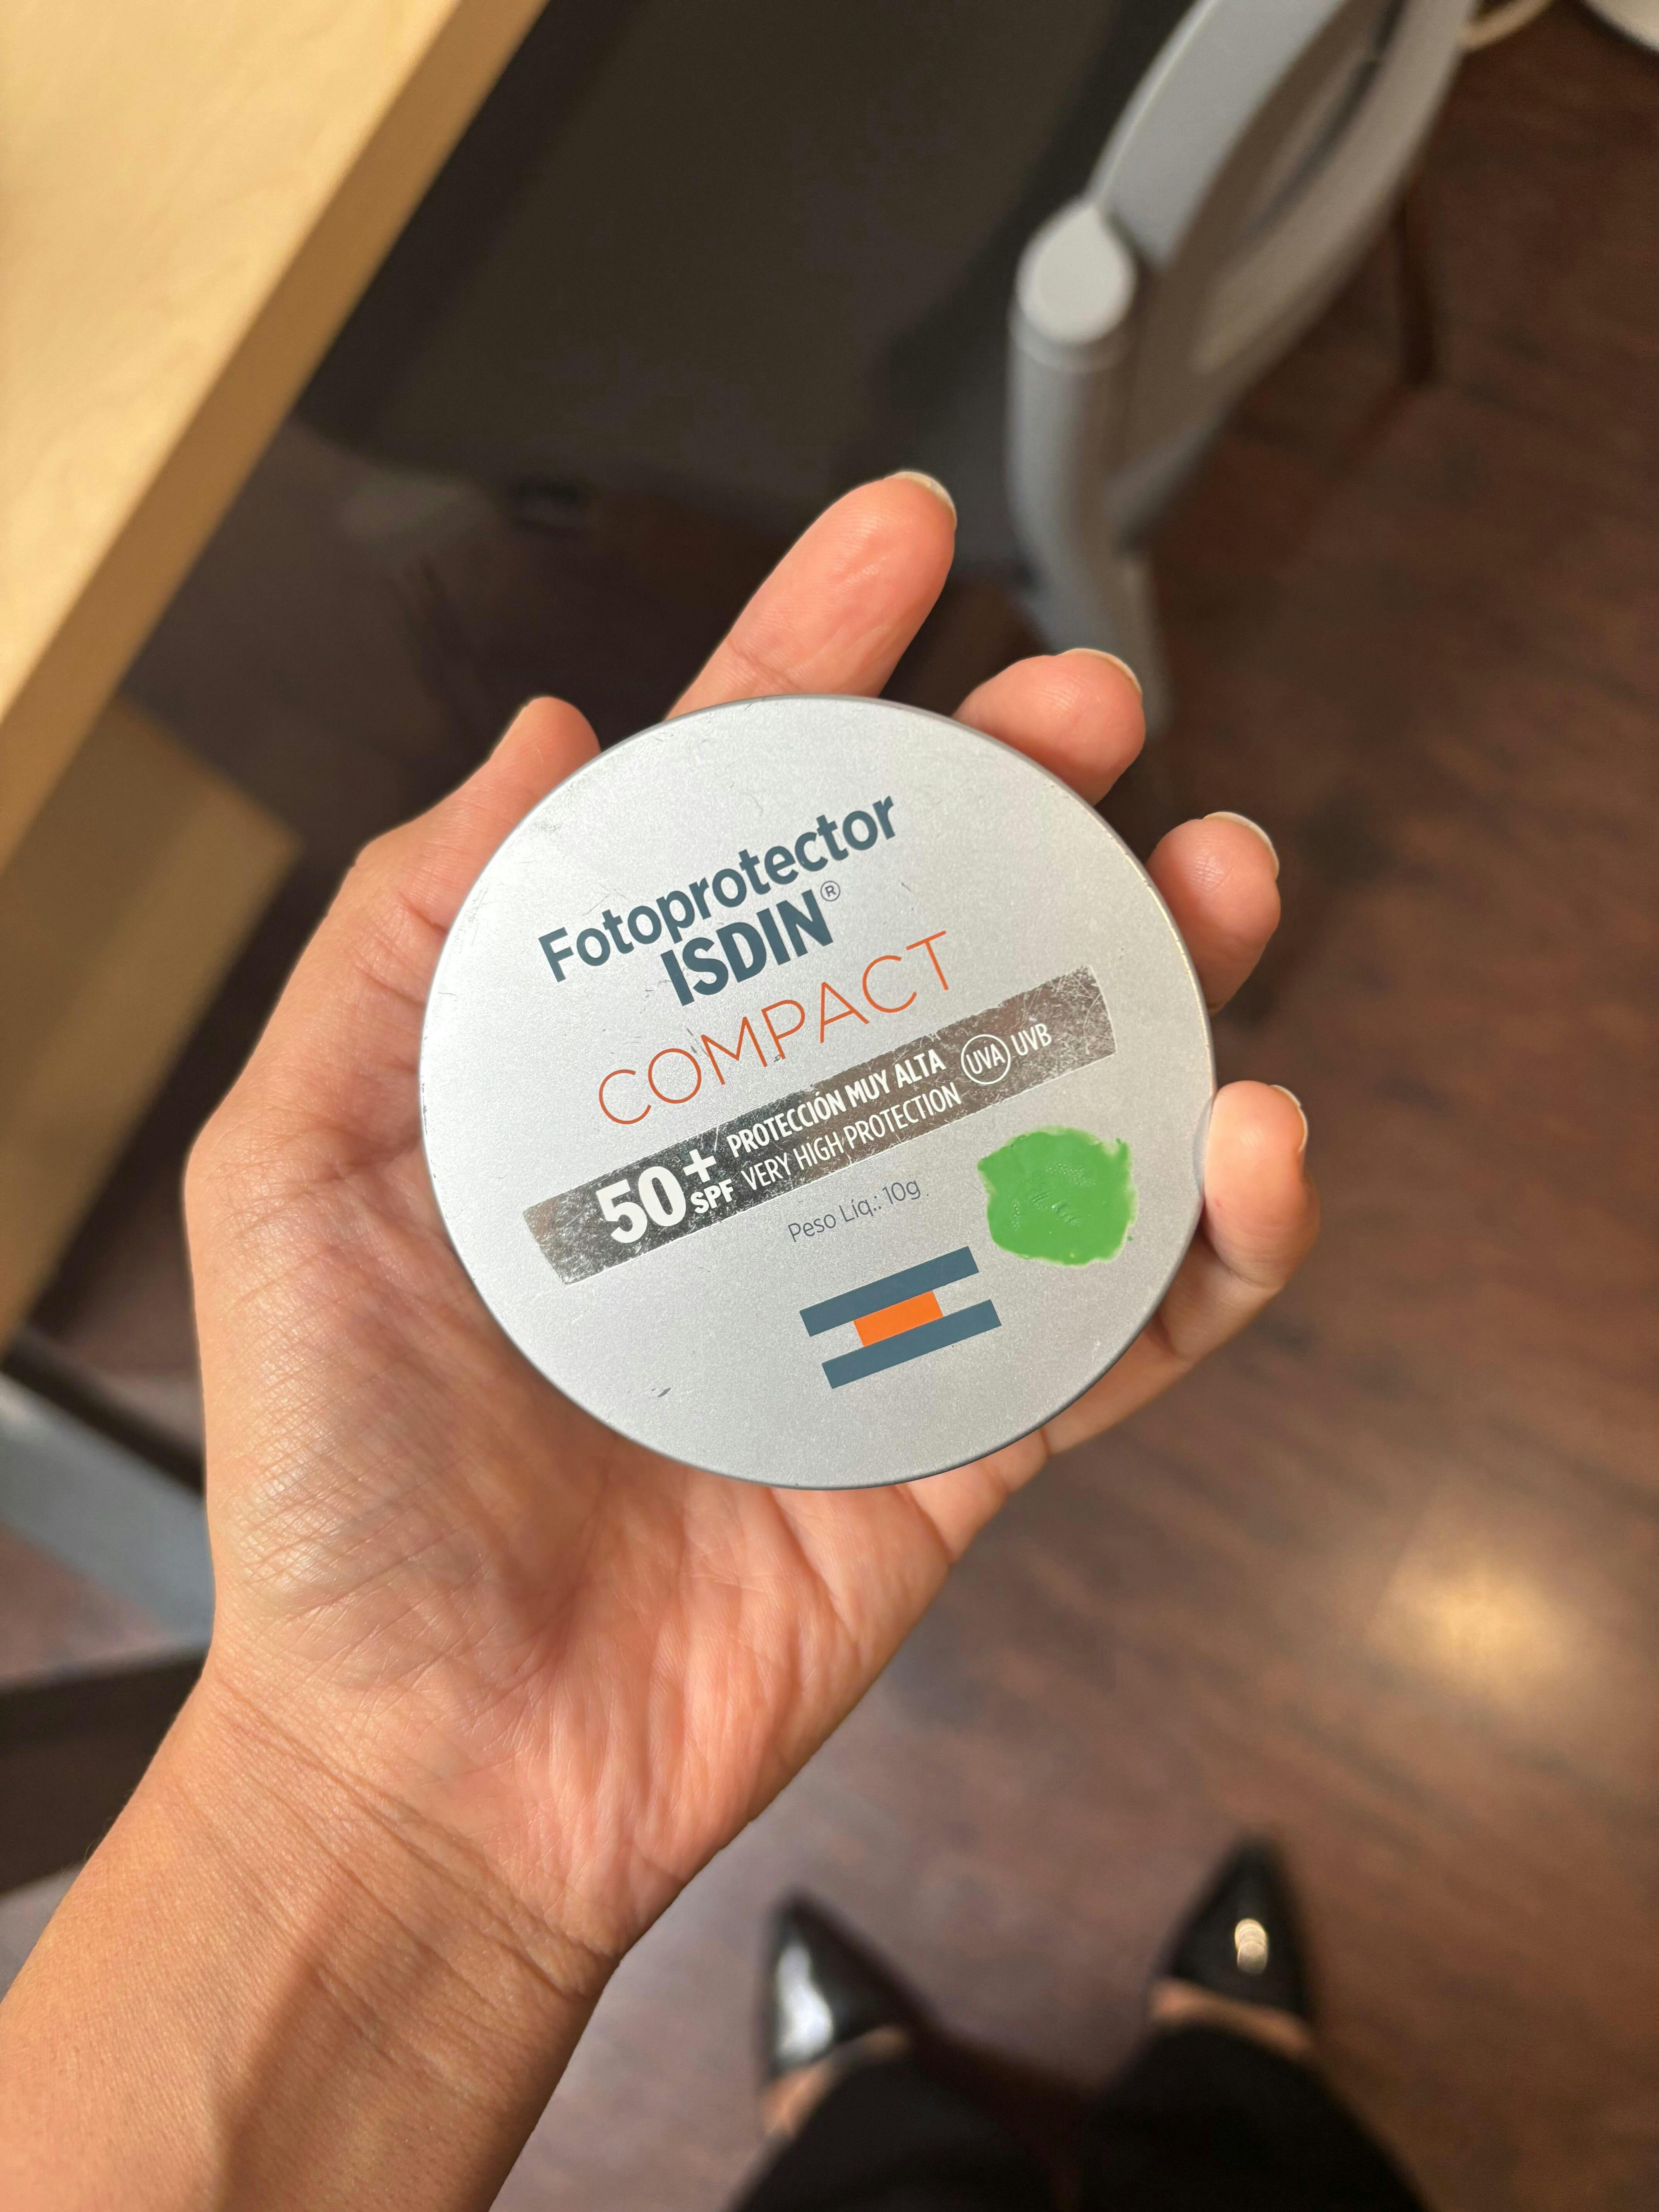 Fotoprotector
ISDIN®
COMPACT
50+ SPF PROTECCIÓN MUY ALTA UVA UVB
VERY HIGH PROTECTION
Peso Líq.: 10g